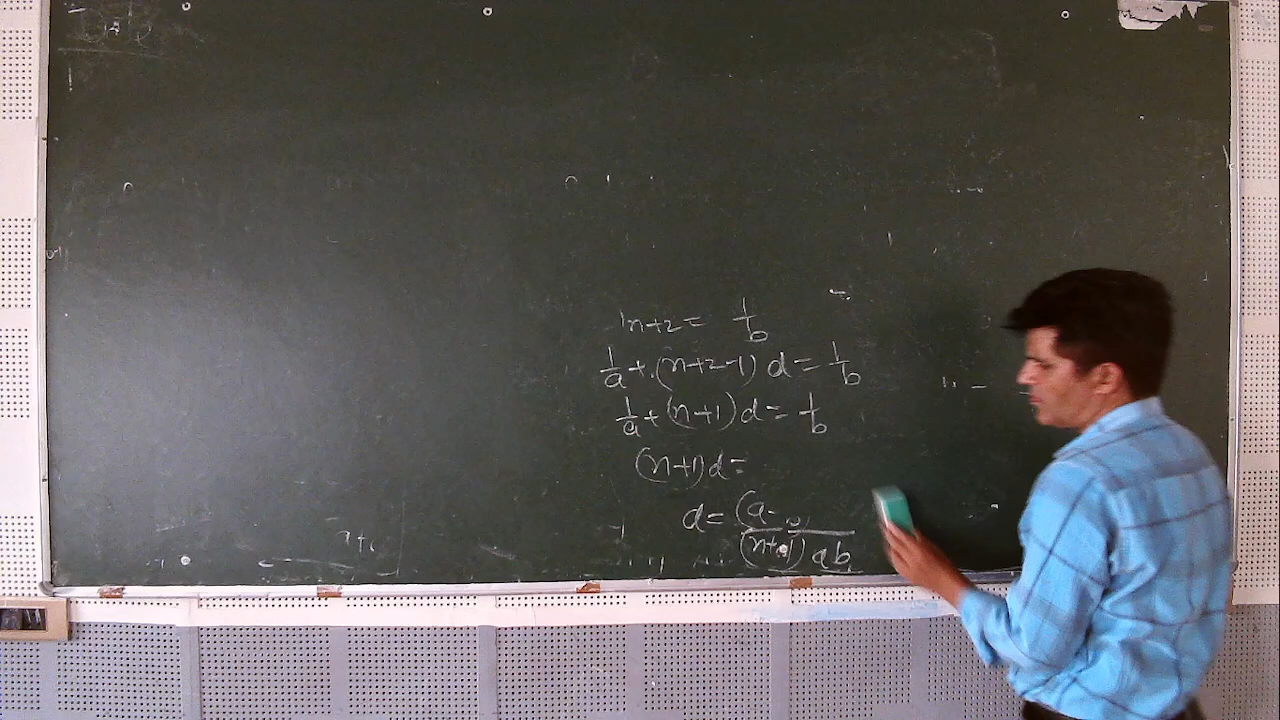 n+2 = 1/b
1/a + (n+2-1) d = 1/b
1/a + (n+1) d = 1/b
(n+1) d =
d = (a-
(n+1) ab